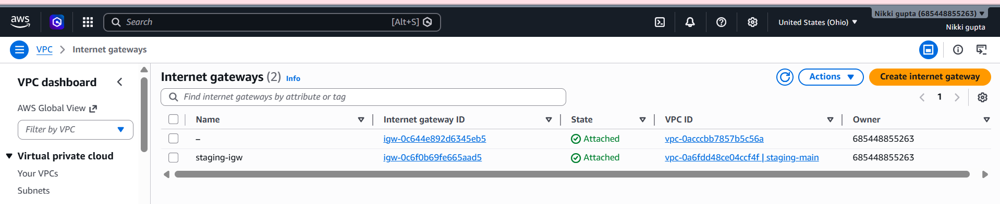 aws
Search [Alt+S]
United States (Ohio)
Nikki gupta (685448855263)
Nikki gupta
VPC Internet gateways
VPC dashboard
AWS Global View
Filter by VPC
Virtual private cloud
Your VPCs
Subnets
Internet gateways (2) Info
Actions
Create internet gateway
Find internet gateways by attribute or tag
1
Name Internet gateway ID State VPC ID Owner
– igw-0c644e892d6345eb5 Attached vpc-0acccbb7857b5c56a 685448855263
staging-igw igw-0c6f0b69fe665aad5 Attached vpc-0a6fdd48ce04ccf4f | staging-main 685448855263